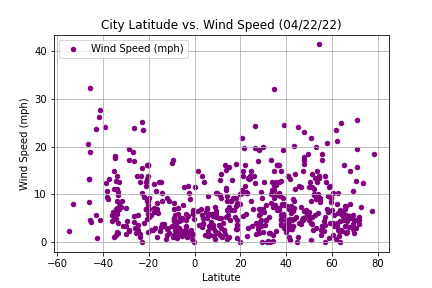 City Latitude vs. Wind Speed (04/22/22)
Wind Speed (mph)
40
30
20
10
0
Wind Speed (mph)
−60 −40 −20 0 20 40 60 80
Latitute